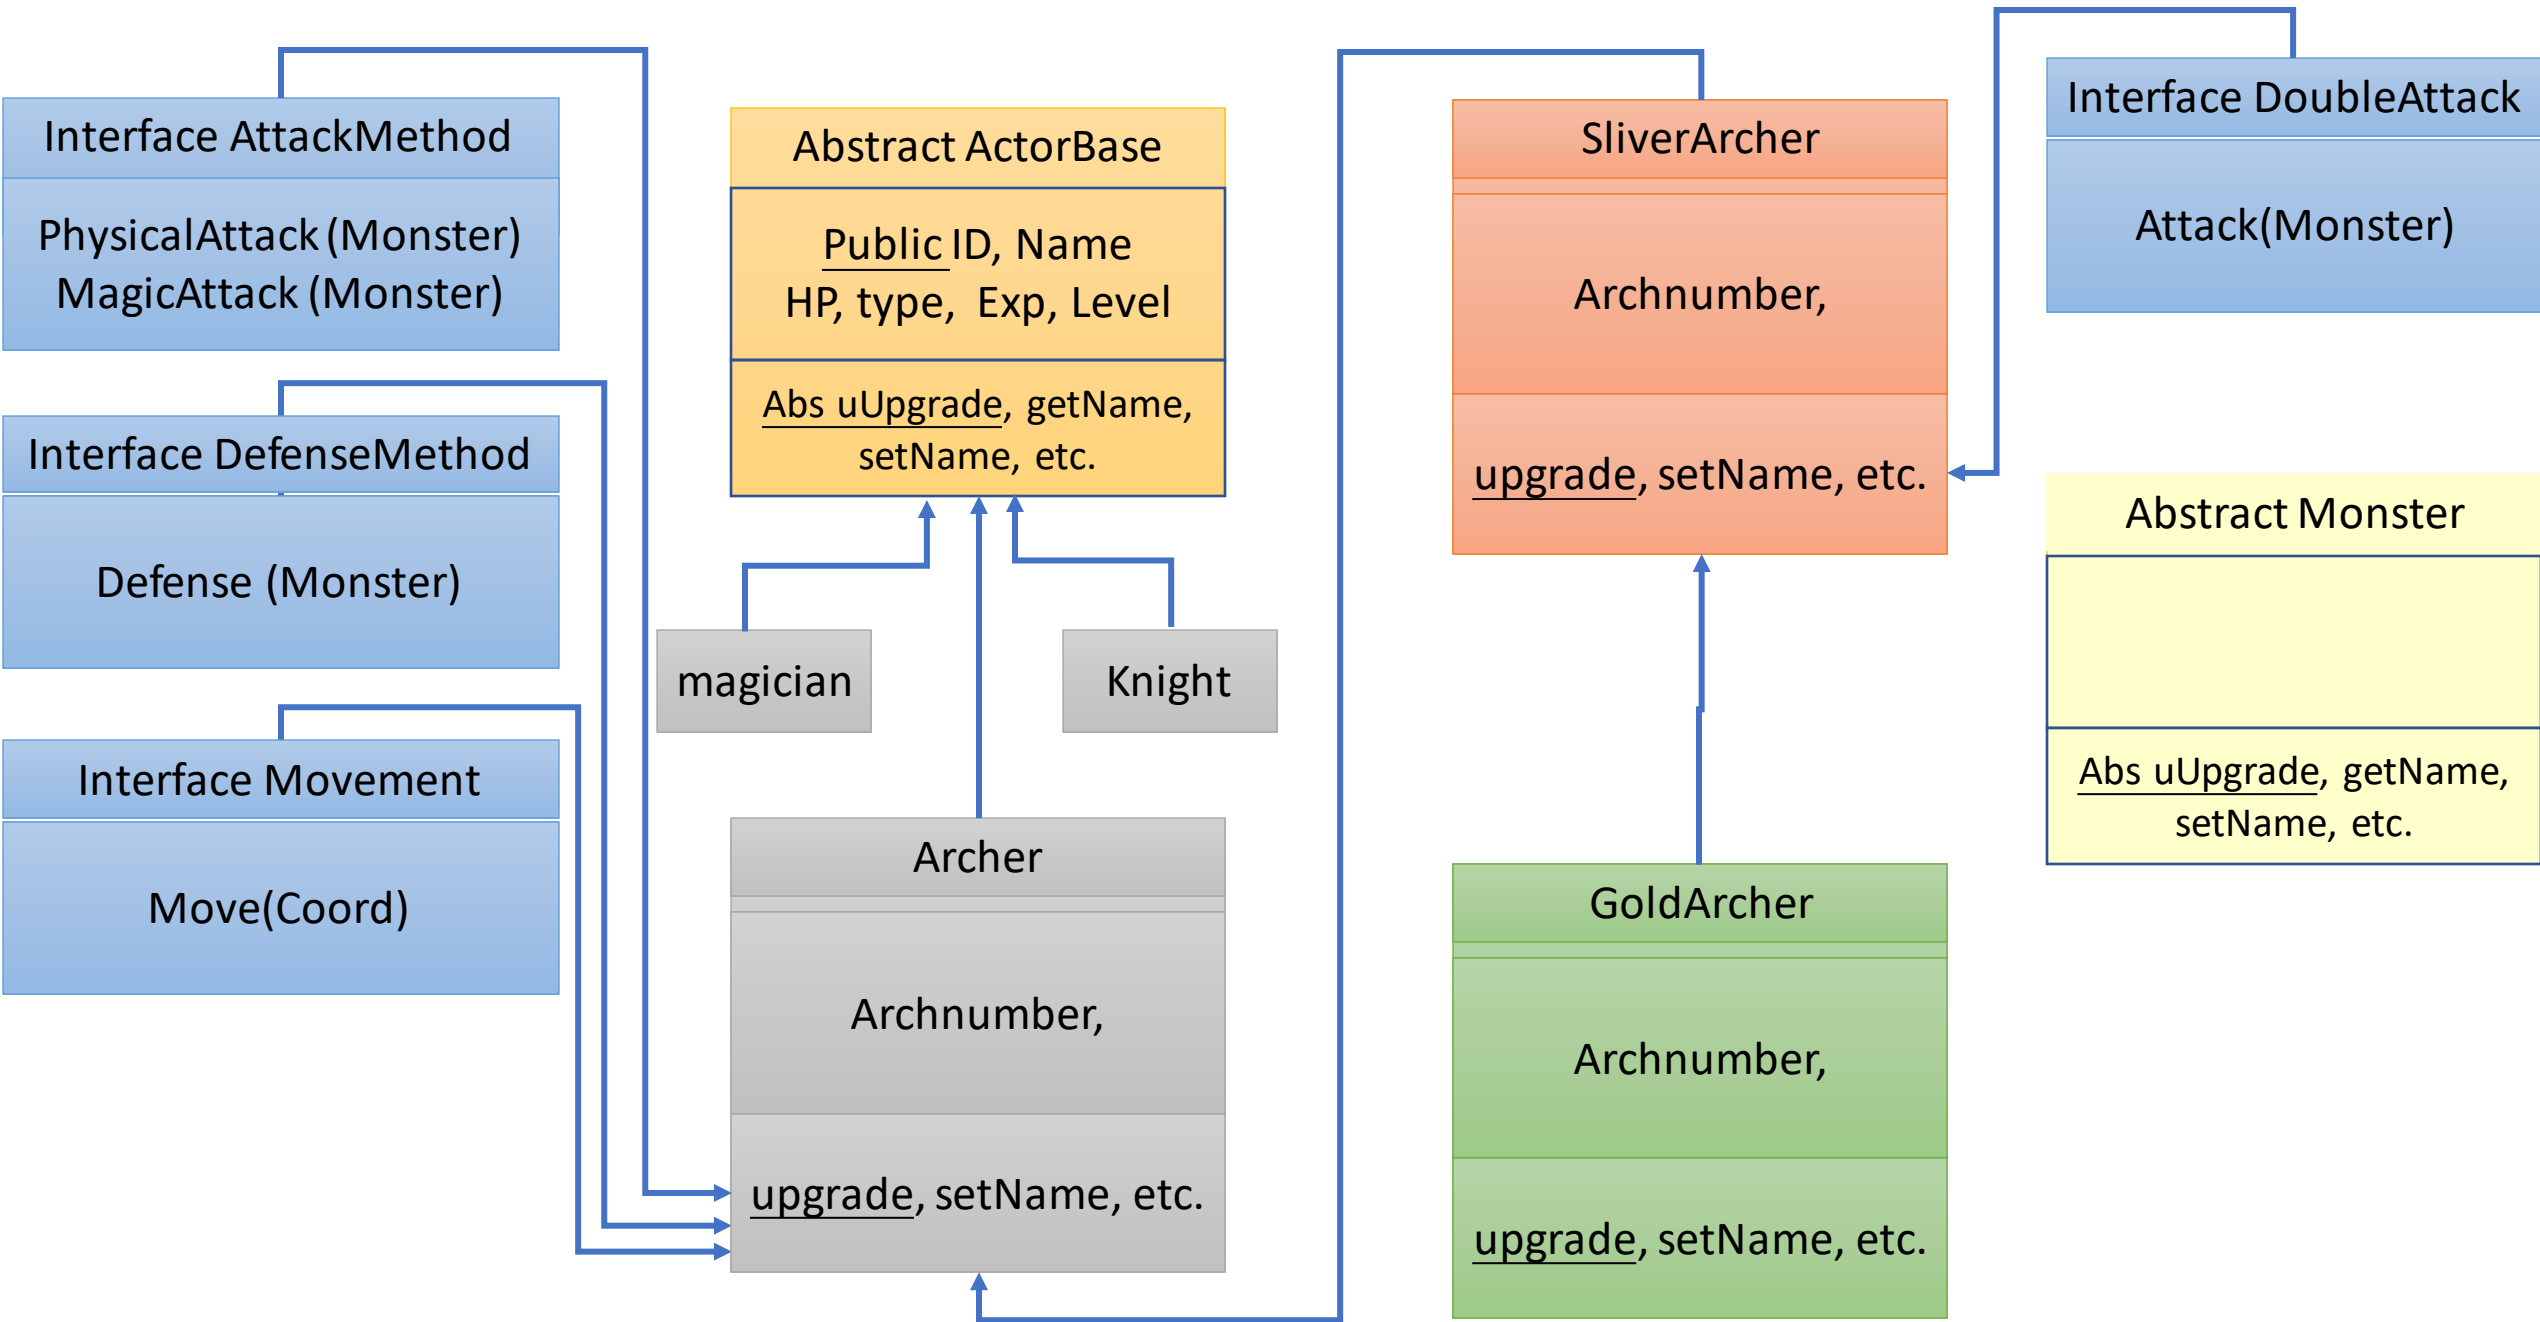 Interface AttackMethod
PhysicalAttack (Monster)
MagicAttack (Monster)
Interface DefenseMethod
Defense (Monster)
Interface Movement
Move(Coord)
Abstract ActorBase
Public ID, Name
HP, type, Exp, Level
Abs uUpgrade, getName,
setName, etc.
magician
Knight
Archer
Archnumber,
upgrade, setName, etc.
SliverArcher
Archnumber,
upgrade, setName, etc.
GoldArcher
Archnumber,
upgrade, setName, etc.
Interface DoubleAttack
Attack(Monster)
Abstract Monster
Abs uUpgrade, getName,
setName, etc.